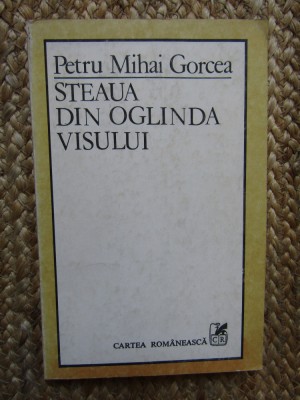 Petru Mihai Gorcea
STEAUA
DIN OGLINDA
VISULUI
CR
CARTEA ROMÂNEASCĂ